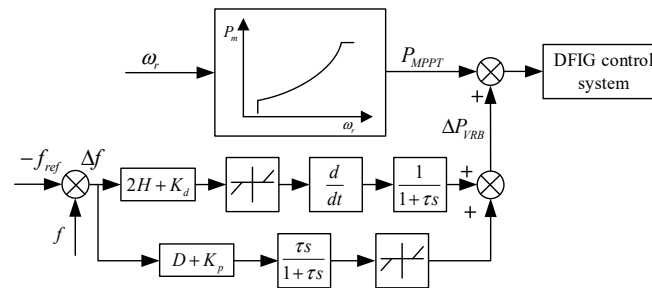 P_m
ω_r
P_MPPT
ω_r
DFIG control
system
+
ΔP_VRB
−f_ref
Δf
2H + K_d
d
dt
1
1 + τs
+
+
f
D + K_p
τs
1 + τs